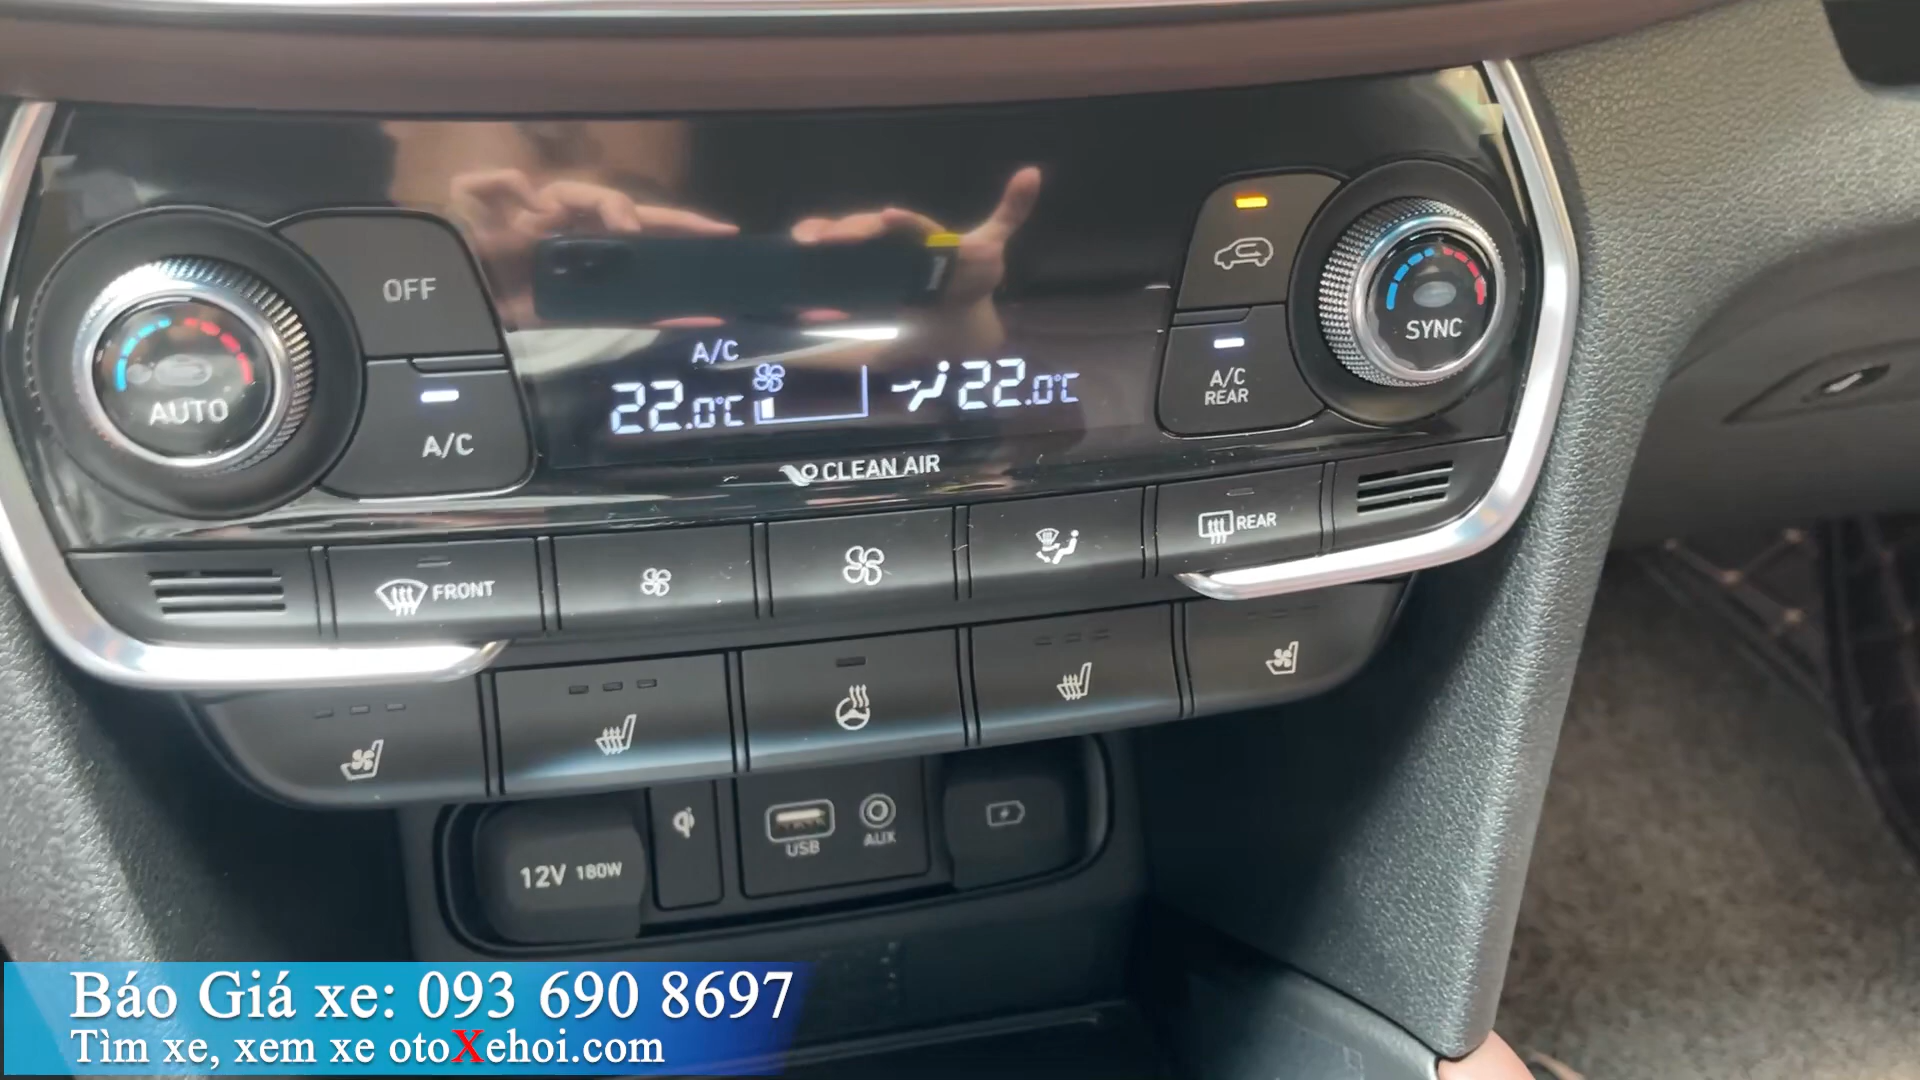 OFF
AUTO
A/C
A/C
22.0°C
22.0°C
CLEAN AIR
A/C
REAR
SYNC
FRONT
REAR
12V 180W
USB
AUX
Báo Giá xe: 093 690 8697
Tìm xe, xem xe otoXehoi.com